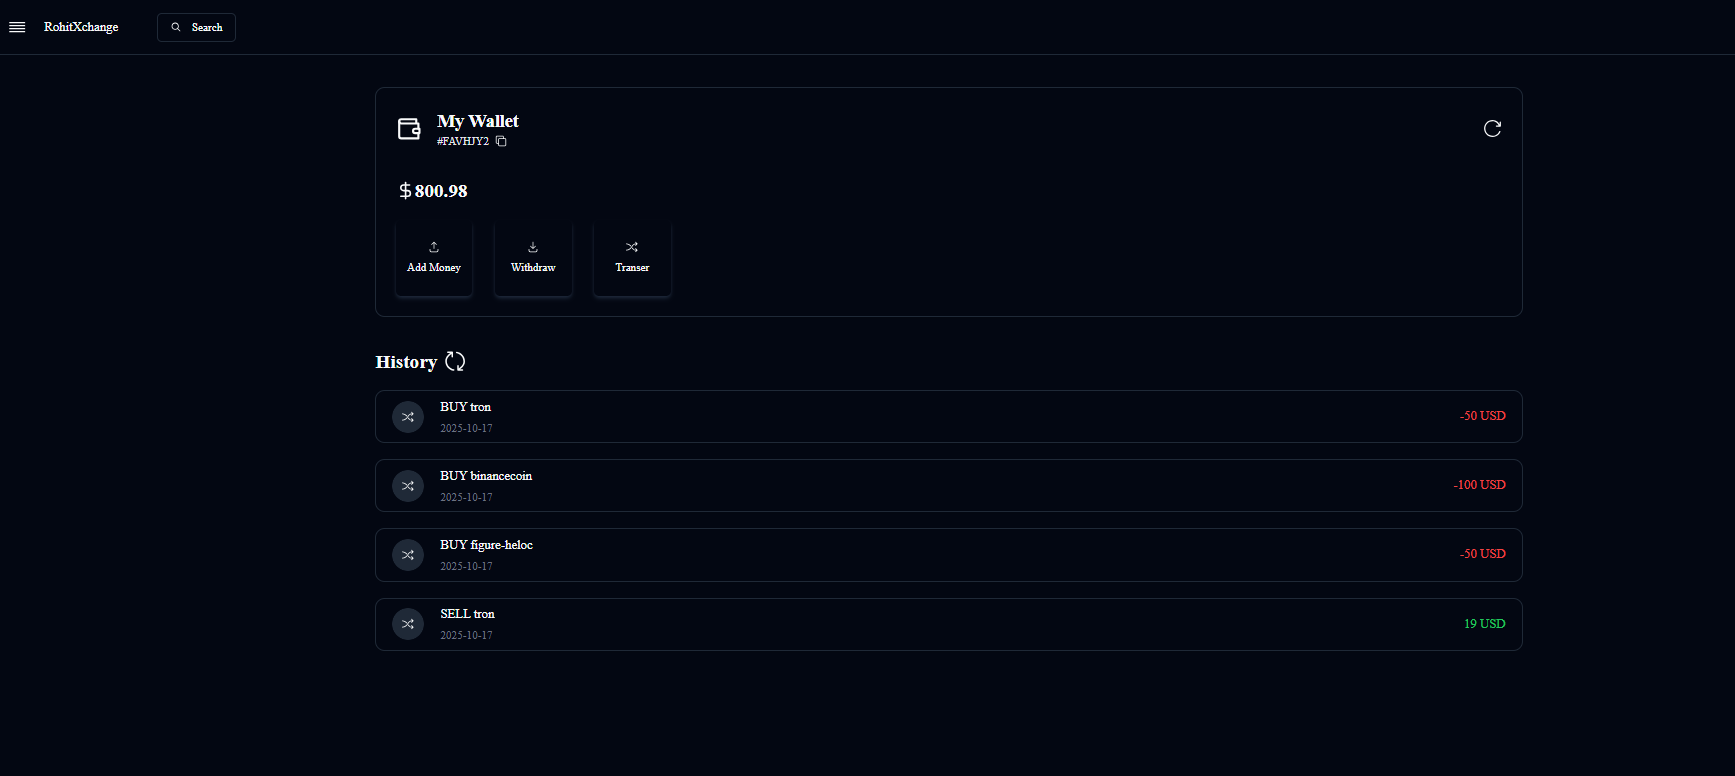 RohitXchange
Search
My Wallet
#FAVHJY2
$800.98
Add Money
Withdraw
Transer
History
BUY tron
2025-10-17
-50 USD
BUY binancecoin
2025-10-17
-100 USD
BUY figure-heloc
2025-10-17
-50 USD
SELL tron
2025-10-17
19 USD